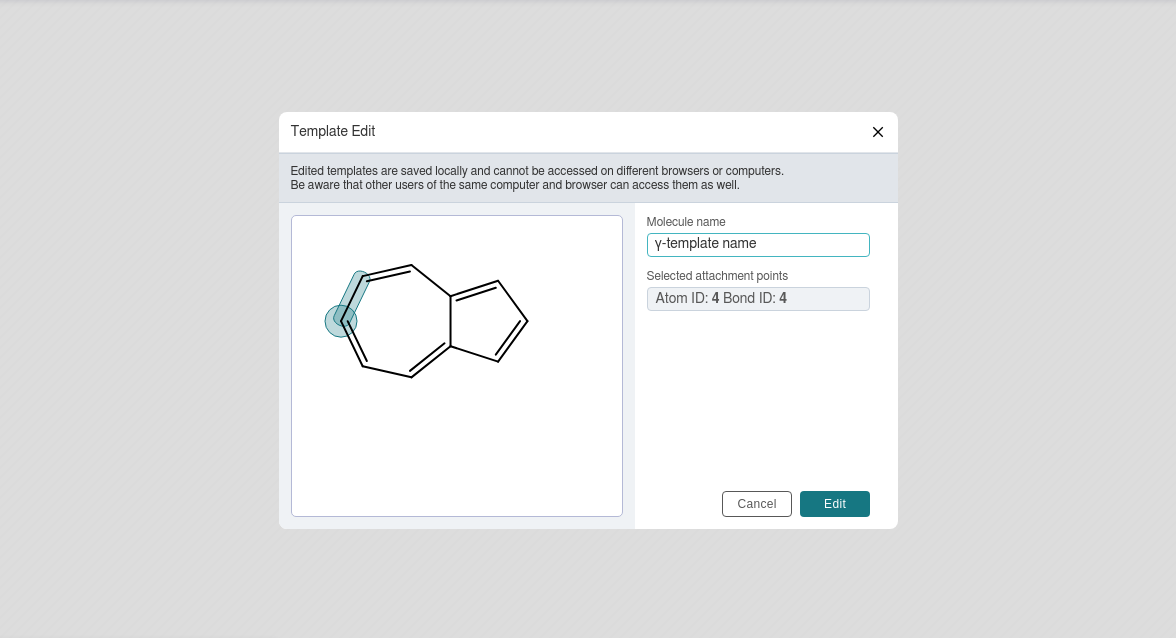 Template Edit
Edited templates are saved locally and cannot be accessed on different browsers or computers.
Be aware that other users of the same computer and browser can access them as well.
Molecule name
γ-template name
Selected attachment points
Atom ID: 4 Bond ID: 4
Cancel
Edit